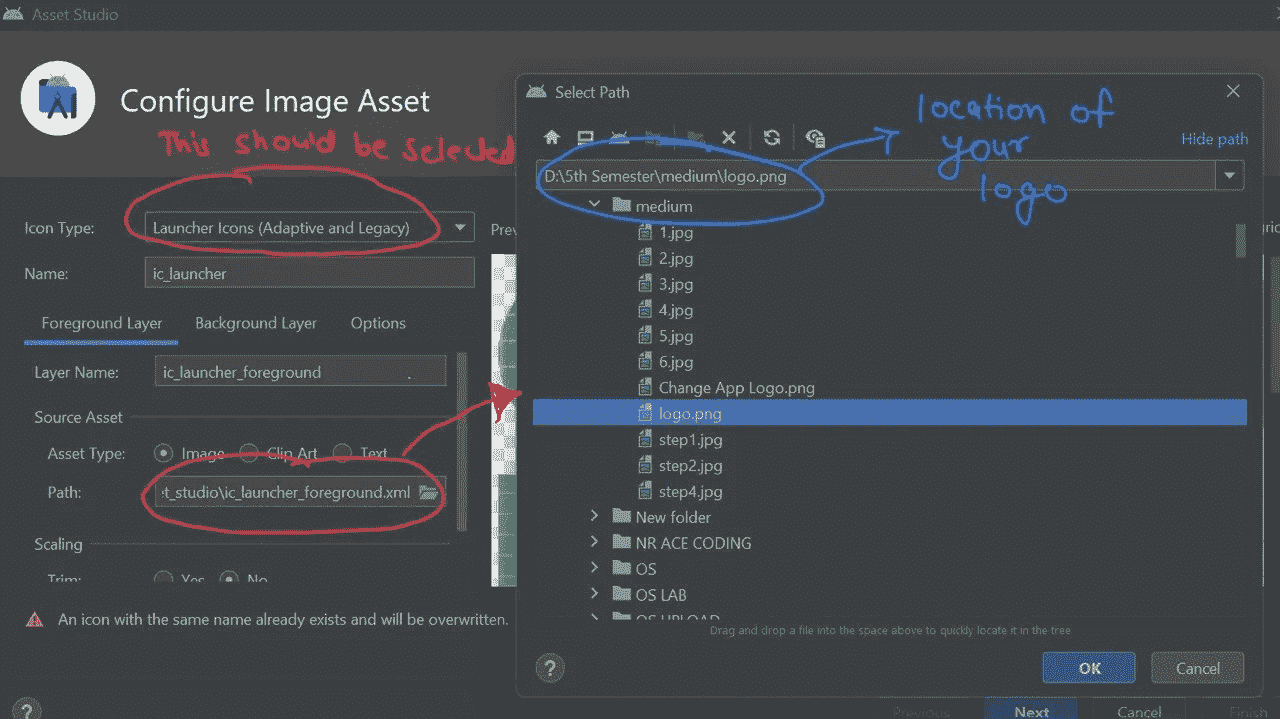 Asset Studio
Configure Image Asset
This should be selected
Icon Type: Launcher Icons (Adaptive and Legacy)
Name: ic_launcher
Foreground Layer Background Layer Options
Layer Name: ic_launcher_foreground
Source Asset
Asset Type: Image Clip Art Text
Path: t_studio\ic_launcher_foreground.xml
Scaling
Trim: Yes No
An icon with the same name already exists and will be overwritten.
?
Prev
Select Path
location of
your
logo
Hide path
D:\5th Semester\medium\logo.png
medium
1.jpg
2.jpg
3.jpg
4.jpg
5.jpg
6.jpg
Change App Logo.png
logo.png
step1.jpg
step2.jpg
step4.jpg
New folder
NR ACE CODING
OS
OS LAB
OS UPLOAD
Drag and drop a file into the space above to quickly locate it in the tree
? OK Cancel
Previous Next Cancel Finish